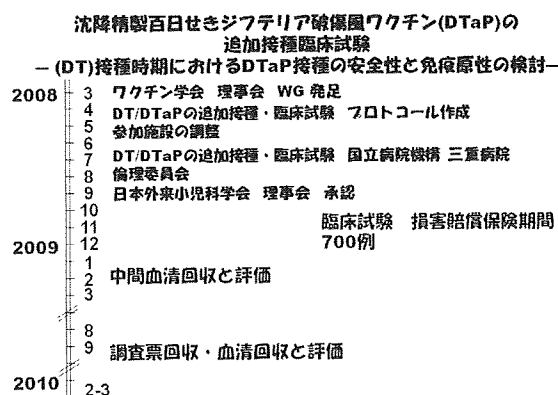 沈降精製百日せきジフテリア破傷風ワクチン(DTaP)の
追加接種臨床試験
― (DT)接種時期におけるDTaP接種の安全性と免疫原性の検討―
2008 3 ワクチン学会 理事会 WG 発足
4 DT/DTaPの追加接種・臨床試験 プロトコール作成
5 参加施設の調整
6
7 DT/DTaPの追加接種・臨床試験 国立病院機構 三重病院
8 倫理委員会
9 日本外来小児科学会 理事会 承認
10
11 臨床試験 損害賠償保険期間
12 700例
2009
1
2 中間血清回収と評価
3
8
9 調査票回収・血清回収と評価
2010 2-3